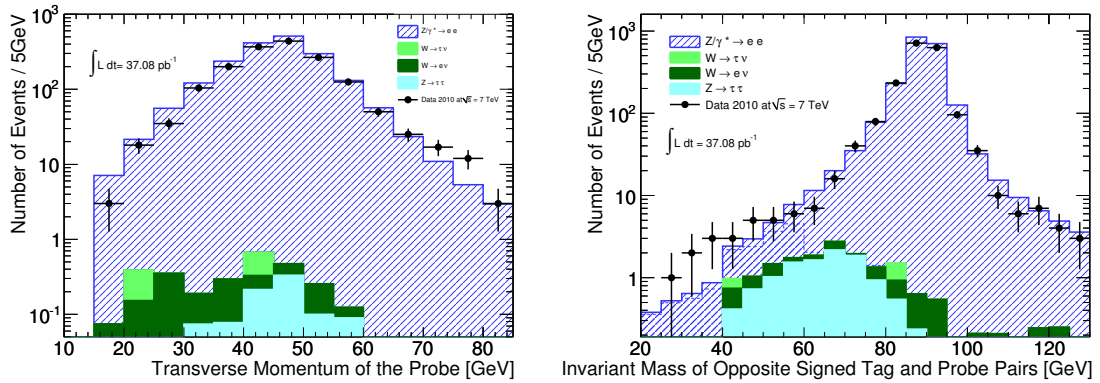 Number of Events / 5GeV
10³
10²
10
1
10⁻¹
∫L dt= 37.08 pb⁻¹
Z/γ* → e e
W → τ ν
W → e ν
Z → τ τ
Data 2010 at √s = 7 TeV
10 20 30 40 50 60 70 80
Transverse Momentum of the Probe [GeV]
Number of Events / 5GeV
10³
10²
10
1
Z/γ* → e e
W → τ ν
W → e ν
Z → τ τ
Data 2010 at √s = 7 TeV
∫L dt = 37.08 pb⁻¹
20 40 60 80 100 120
Invariant Mass of Opposite Signed Tag and Probe Pairs [GeV]